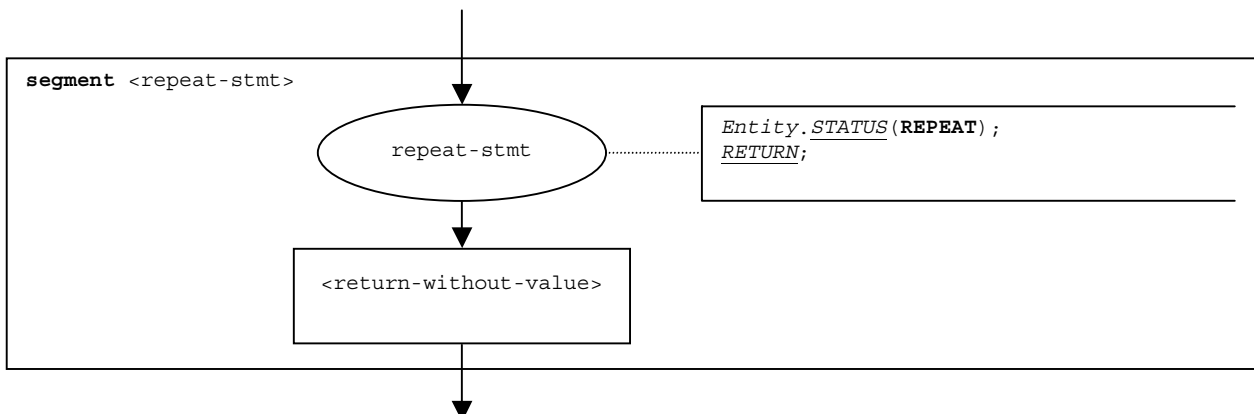 segment <repeat-stmt>
repeat-stmt
Entity.STATUS(REPEAT);
RETURN;
<return-without-value>